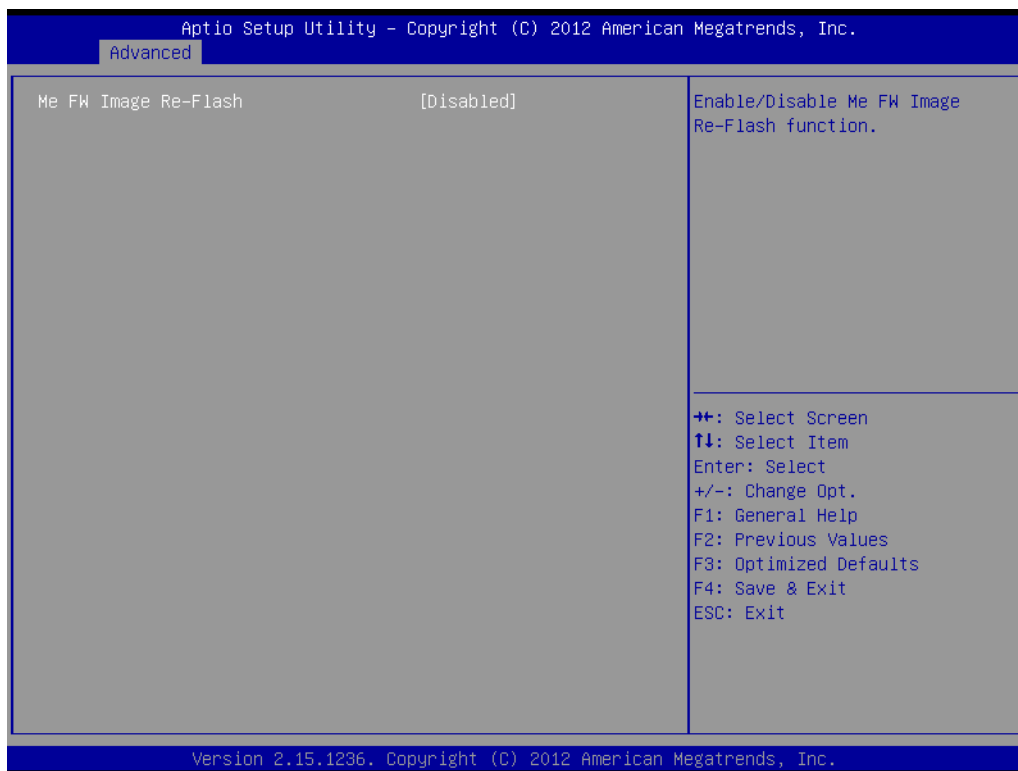 Aptio Setup Utility – Copyright (C) 2012 American Megatrends, Inc.
Advanced
Me FW Image Re-Flash [Disabled]
Enable/Disable Me FW Image
Re-Flash function.
→←: Select Screen
↑↓: Select Item
Enter: Select
+/-: Change Opt.
F1: General Help
F2: Previous Values
F3: Optimized Defaults
F4: Save & Exit
ESC: Exit
Version 2.15.1236. Copyright (C) 2012 American Megatrends, Inc.